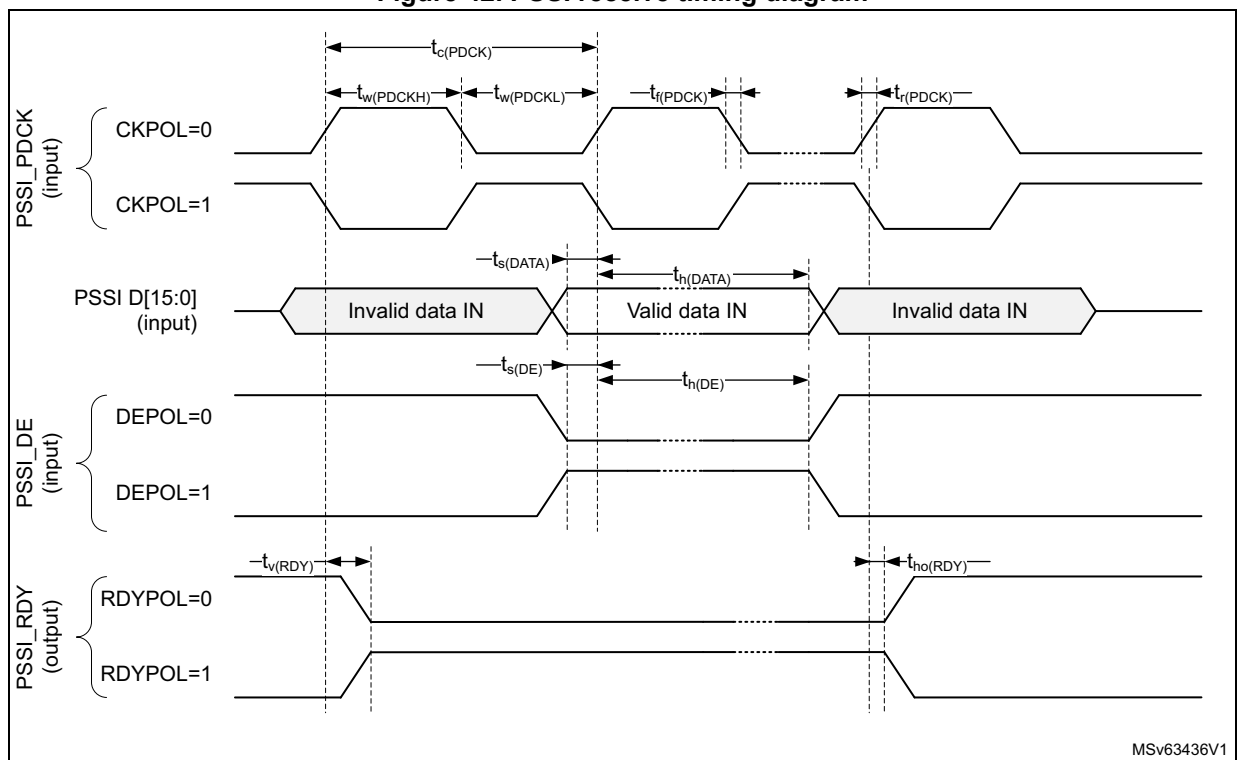 Figure 42. PSSI receive timing diagram
tc(PDCK)
tw(PDCKH)
tw(PDCKL)
tf(PDCK)
tr(PDCK)
PSSI_PDCK
(input)
CKPOL=0
CKPOL=1
ts(DATA)
th(DATA)
PSSI D[15:0]
(input)
Invalid data IN
Valid data IN
Invalid data IN
ts(DE)
th(DE)
PSSI_DE
(input)
DEPOL=0
DEPOL=1
tv(RDY)
tho(RDY)
PSSI_RDY
(output)
RDYPOL=0
RDYPOL=1
MSv63436V1